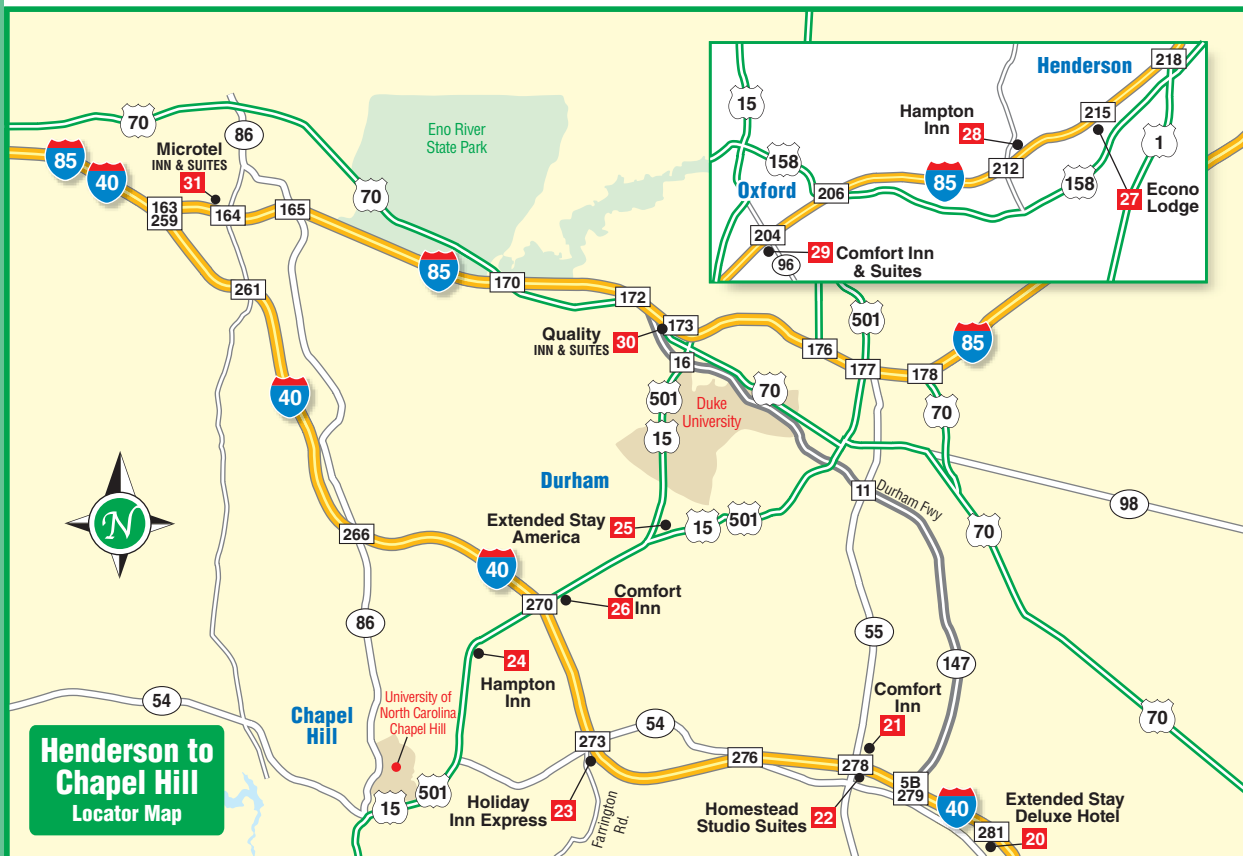 70
86
Microtel
INN & SUITES
31
85
40
163
259
164
165
Eno River
State Park
70
261
85
170
172
Quality
INN & SUITES
30
173
16
176
177
178
501
85
15
158
Oxford
206
204
29
Comfort Inn
& Suites
96
Hampton
Inn
28
85
212
Henderson
218
215
1
158
27
Econo
Lodge
40
501
15
Duke
University
70
70
Durham
11
Durham Fwy
98
N
266
Extended Stay
America
25
15
501
70
40
270
Comfort
Inn
26
86
24
Hampton
Inn
55
147
54
Chapel
Hill
University of
North Carolina
Chapel Hill
273
54
276
Comfort
Inn
21
278
5B
279
70
Henderson to
Chapel Hill
Locator Map
15
501
Holiday
Inn Express
23
Farrington
Rd.
Homestead
Studio Suites
22
40
Extended Stay
Deluxe Hotel
281
20